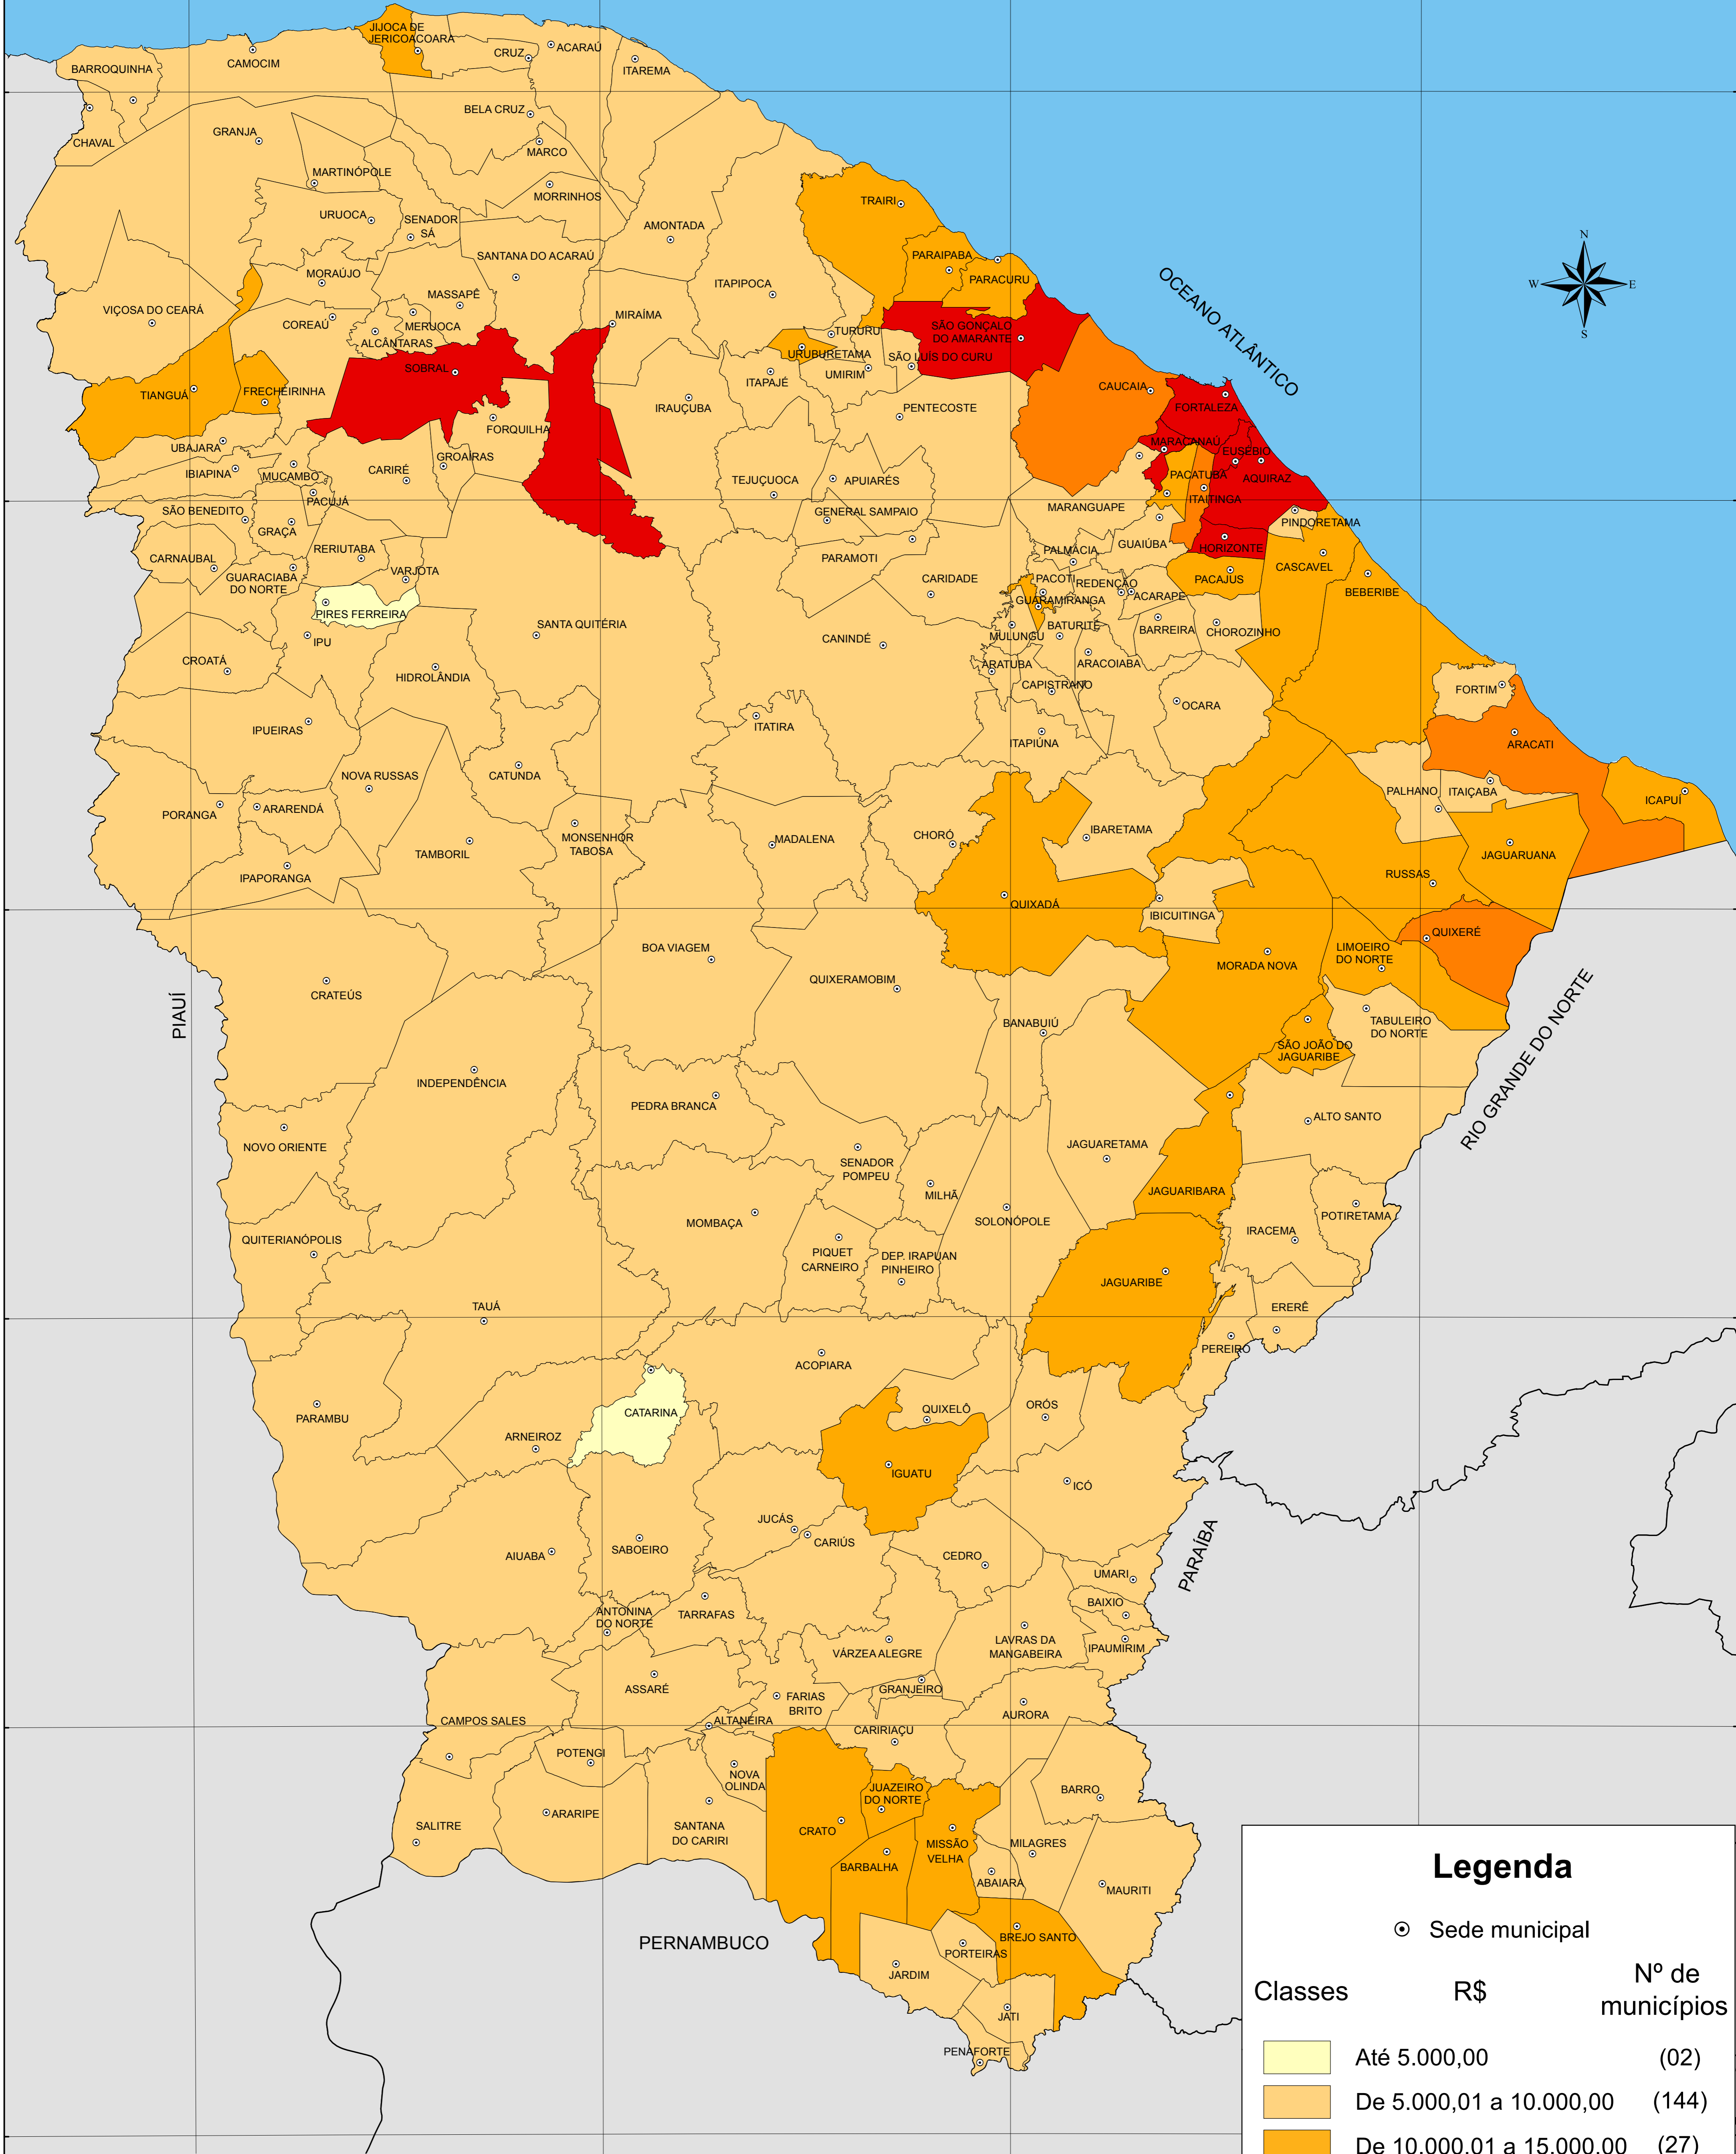 JIJOCA DE
JERICOACOARA
CRUZ
ACARAÚ
ITAREMA
BARROQUINHA
CAMOCIM
CHAVAL
GRANJA
BELA CRUZ
MARCO
MARTINÓPOLE
MORRINHOS
URUOCA
SENADOR
SÁ
AMONTADA
TRAIRI
SANTANA DO ACARAÚ
MORAÚJO
MASSAPÊ
ITAPIPOCA
PARAIPABA
PARACURU
OCEANO ATLÂNTICO
N
W
E
S
VIÇOSA DO CEARÁ
COREAÚ
MERUOCA
ALCÂNTARAS
MIRAÍMA
TURURU
URUBURETAMA
SÃO GONÇALO
DO AMARANTE
SÃO LUÍS DO CURU
UMIRIM
SOBRAL
TIANGUÁ
FRECHEIRINHA
ITAPAJÉ
IRAUÇUBA
PENTECOSTE
CAUCAIA
FORTALEZA
FORQUILHA
MARACANAÚ
EUSÉBIO
UBAJARA
IBIAPINA
MUCAMBO
CARIRÉ
GROAÍRAS
PACUJÁ
TEJUÇUOCA
APUIARÉS
PACATUBA
AQUIRAZ
ITAITINGA
MARANGUAPE
SÃO BENEDITO
GRAÇA
GENERAL SAMPAIO
PINDORETAMA
CARNAUBAL
RERIUTABA
VARJOTA
PARAMOTI
PALMÁCIA
GUAIÚBA
HORIZONTE
GUARACIABA
DO NORTE
CARIDADE
PACOTI
REDENÇÃO
ACARAPE
PACAJUS
CASCAVEL
BEBERIBE
PIRES FERREIRA
GUARAMIRANGA
MULUNGU
BATURITÉ
BARREIRA
CHOROZINHO
IPU
SANTA QUITÉRIA
CANINDÉ
CROATÁ
HIDROLÂNDIA
ARATUBA
ARACOIABA
CAPISTRANO
OCARA
FORTIM
IPUEIRAS
ITATIRA
ITAPIÚNA
ARACATI
NOVA RUSSAS
CATUNDA
PALHANO
ITAIÇABA
ICAPUÍ
PORANGA
ARARENDÁ
TAMBORIL
MONSENHOR
TABOSA
MADALENA
CHORÓ
IBARETAMA
JAGUARUANA
IPAPORANGA
RUSSAS
QUIXADÁ
IBICUITINGA
QUIXERÉ
BOA VIAGEM
LIMOEIRO
DO NORTE
MORADA NOVA
QUIXERAMOBIM
CRATEÚS
PIAUÍ
BANABUIÚ
TABULEIRO
DO NORTE
SÃO JOÃO DO
JAGUARIBE
RIO GRANDE DO NORTE
INDEPENDÊNCIA
PEDRA BRANCA
ALTO SANTO
NOVO ORIENTE
JAGUARETAMA
SENADOR
POMPEU
MILHÃ
JAGUARIBARA
POTIRETAMA
MOMBAÇA
SOLONÓPOLE
IRACEMA
QUITERIANÓPOLIS
PIQUET
CARNEIRO
DEP. IRAPUAN
PINHEIRO
JAGUARIBE
TAUÁ
ERERÊ
PEREIRO
ACOPIARA
PARAMBU
CATARINA
QUIXELÔ
ORÓS
ARNEIROZ
IGUATU
ICÓ
JUCÁS
CARIÚS
AIUABA
SABOEIRO
CEDRO
UMARI
PARAÍBA
BAIXIO
ANTONINA
DO NORTE
TARRAFAS
VÁRZEA ALEGRE
LAVRAS DA
MANGABEIRA
IPAUMIRIM
ASSARÉ
GRANJEIRO
FARIAS
BRITO
AURORA
CAMPOS SALES
ALTANEIRA
CARIRIAÇU
POTENGI
NOVA
OLINDA
JUAZEIRO
DO NORTE
BARRO
SALITRE
ARARIPE
SANTANA
DO CARIRI
CRATO
MISSÃO
VELHA
MILAGRES
BARBALHA
ABAIARA
MAURITI
PERNAMBUCO
BREJO SANTO
PORTEIRAS
JARDIM
JATI
PENAFORTE
Legenda
Sede municipal
Classes R$ Nº de
municípios
Até 5.000,00 (02)
De 5.000,01 a 10.000,00 (144)
De 10.000,01 a 15.000,00 (27)